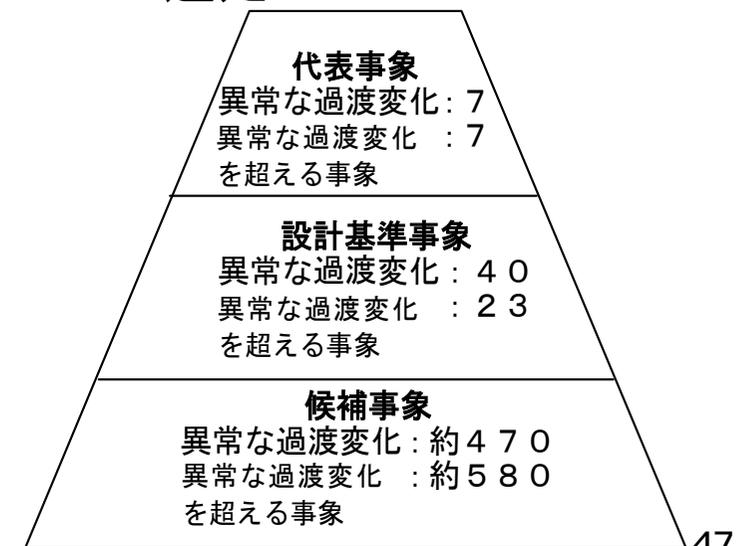 代表事象
異常な過渡変化：７
異常な過渡変化　：７
を超える事象
設計基準事象
異常な過渡変化：４０
異常な過渡変化　：２３
を超える事象
候補事象
異常な過渡変化：約４７０
異常な過渡変化　：約５８０
を超える事象
47